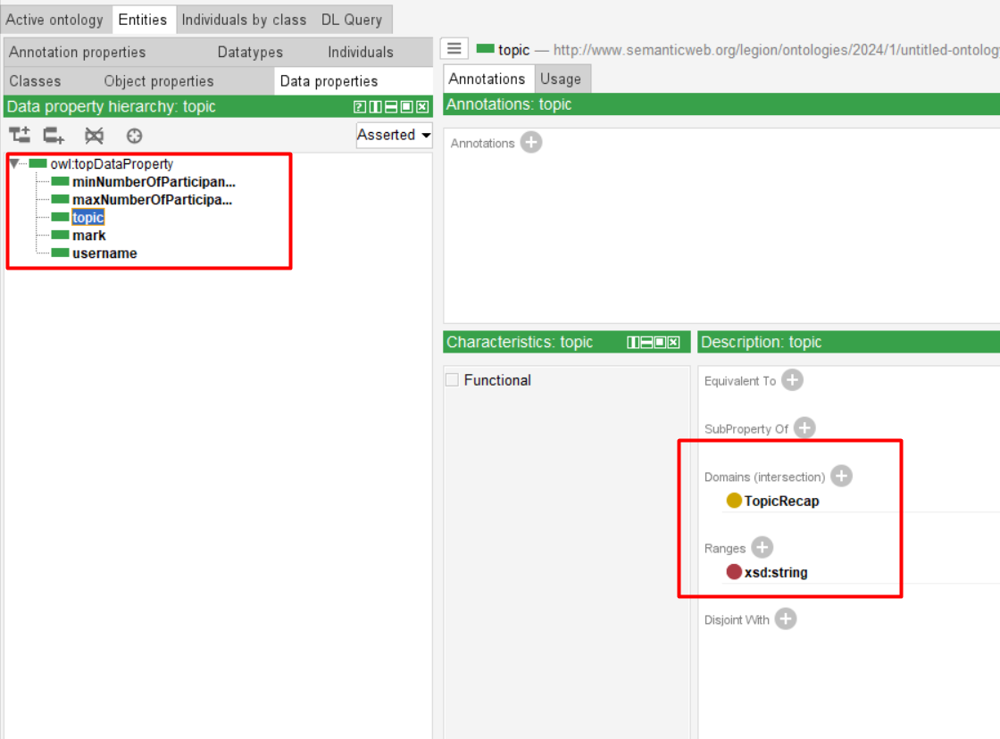 Active ontology Entities Individuals by class DL Query
Annotation properties Datatypes Individuals
Classes Object properties Data properties
Data property hierarchy: topic
Asserted
owl:topDataProperty
minNumberOfParticipan...
maxNumberOfParticipa...
topic
mark
username
topic — http://www.semanticweb.org/legion/ontologies/2024/1/untitled-ontolog
Annotations Usage
Annotations: topic
Annotations
Characteristics: topic
Functional
Description: topic
Equivalent To
SubProperty Of
Domains (intersection)
TopicRecap
Ranges
xsd:string
Disjoint With